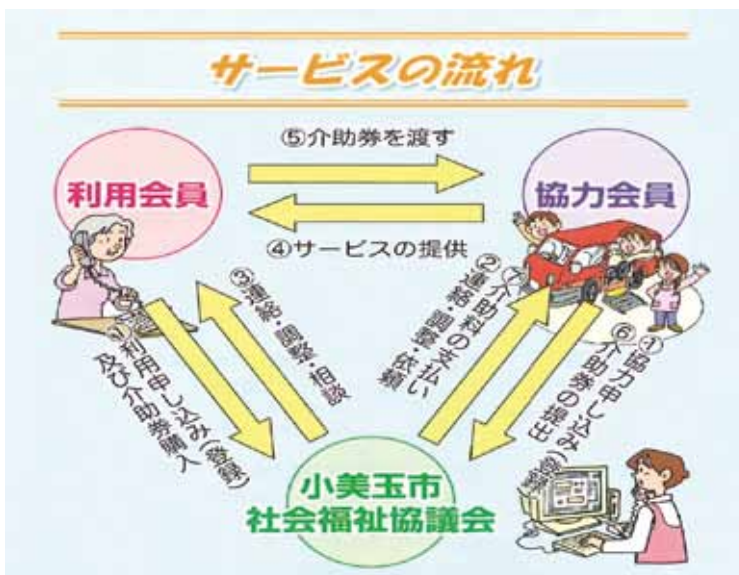 サービスの流れ
⑤介助券を渡す
利用会員
協力会員
④サービスの提供
①利用申し込み(登録)
及び介助券購入
③連絡・調整・相談
⑦介助料の支払い
②連絡・調整・依頼
①協力申し込み(登録)
⑥介助券の提出
小美玉市
社会福祉協議会